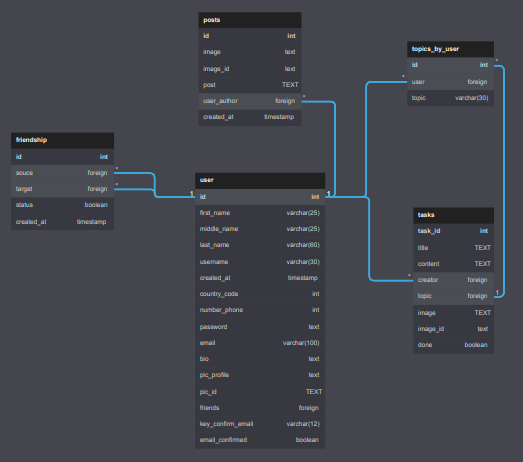 posts
id int
image text
image_id text
post TEXT
user_author foreign
created_at timestamp
topics_by_user
id int
user foreign
topic varchar(30)
friendship
id int
souce foreign
target foreign
status boolean
created_at timestamp
user
id int
first_name varchar(25)
middle_name varchar(25)
last_name varchar(60)
username varchar(30)
created_at timestamp
country_code int
number_phone int
password text
email varchar(100)
bio text
pic_profile text
pic_id TEXT
friends foreign
key_confirm_email varchar(12)
email_confirmed boolean
tasks
task_id int
title TEXT
content TEXT
creator foreign
topic foreign
image TEXT
image_id text
done boolean
*
*
*
*
*
*
1
1
1